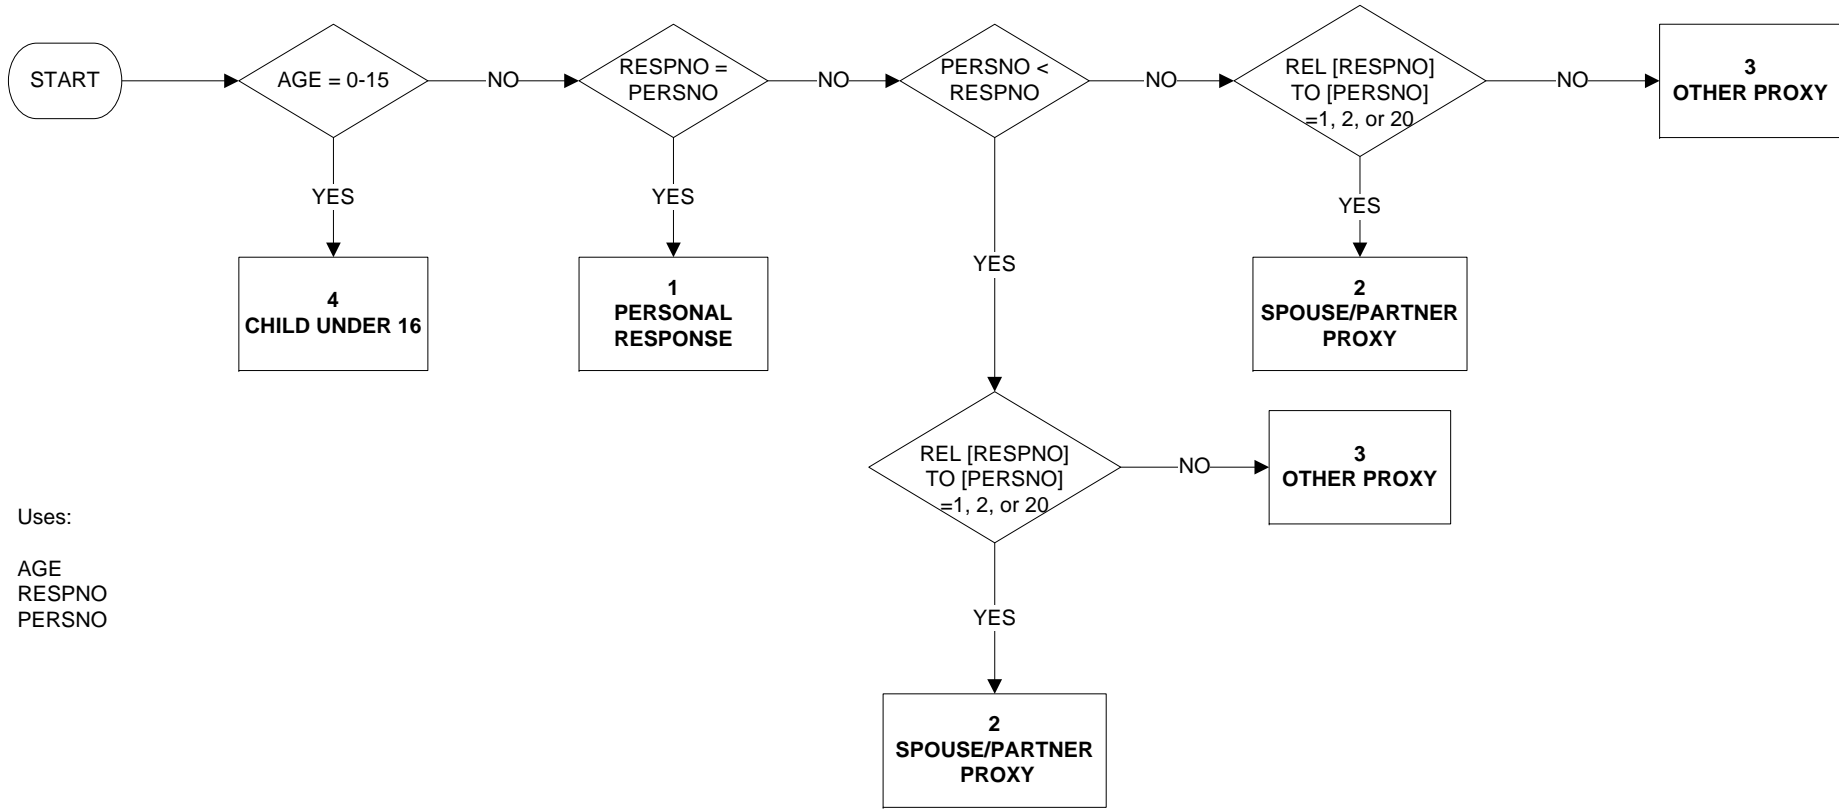 START
AGE = 0-15
NO
RESPNO =
PERSNO
NO
PERSNO <
RESPNO
NO
REL [RESPNO]
TO [PERSNO]
=1, 2, or 20
NO
3
OTHER PROXY
YES
YES
YES
YES
4
CHILD UNDER 16
1
PERSONAL
RESPONSE
2
SPOUSE/PARTNER
PROXY
REL [RESPNO]
TO [PERSNO]
=1, 2, or 20
NO
3
OTHER PROXY
Uses:
AGE
RESPNO
PERSNO
YES
2
SPOUSE/PARTNER
PROXY